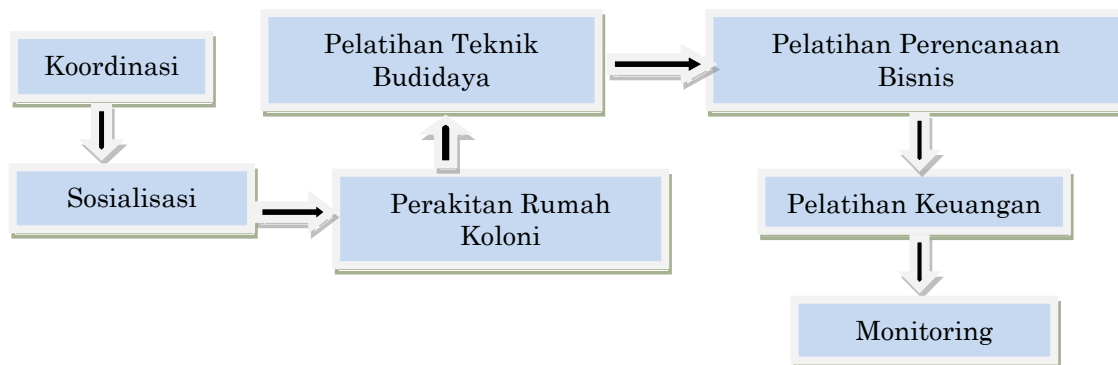 Koordinasi
Sosialisasi
Perakitan Rumah
Koloni
Pelatihan Teknik
Budidaya
Pelatihan Perencanaan
Bisnis
Pelatihan Keuangan
Monitoring